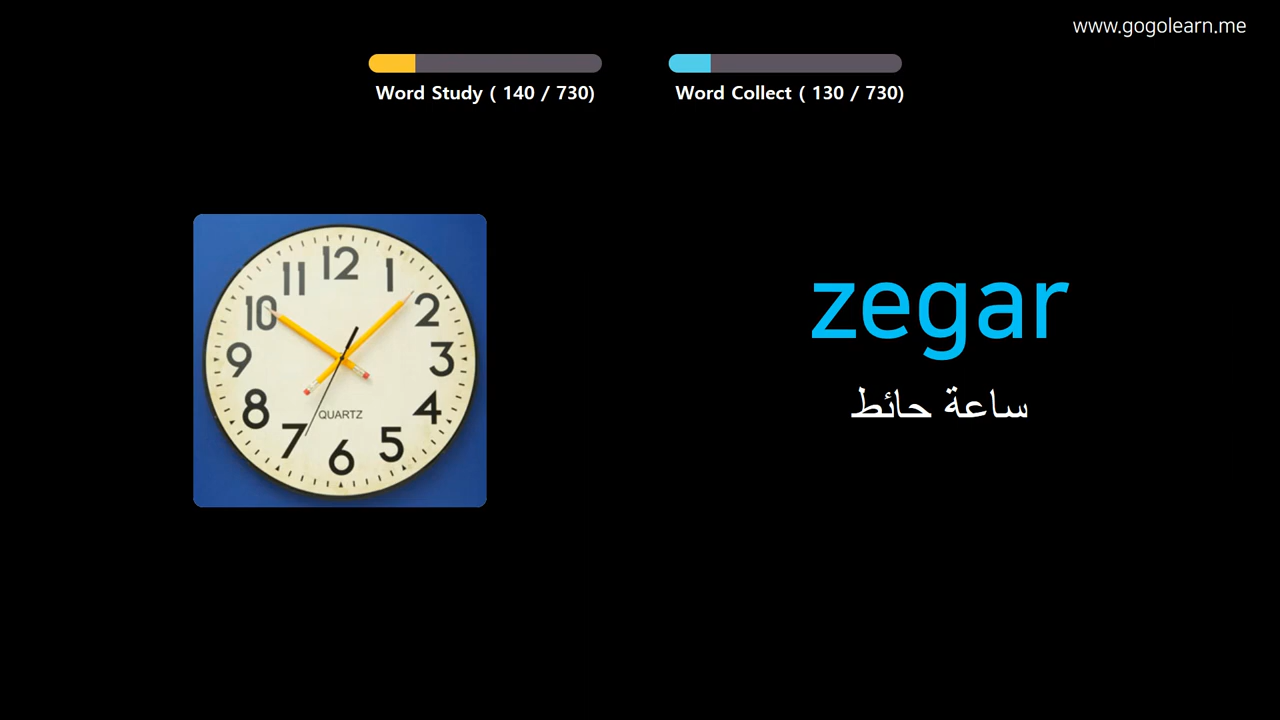 www.gogolearn.me
Word Study ( 140 / 730)
Word Collect ( 130 / 730)
12
11
1
10
2
9
3
8
4
QUARTZ
7
5
6
zegar
ساعة حائط